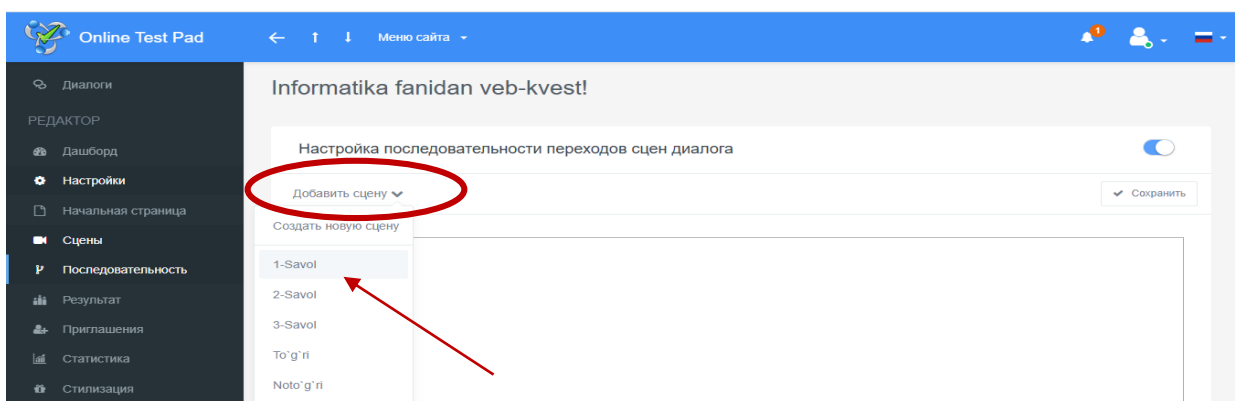 Online Test Pad
Меню сайта
1
Диалоги
РЕДАКТОР
Дашборд
Настройки
Начальная страница
Сцены
Последовательность
Результат
Приглашения
Статистика
Стилизация
Informatika fanidan veb-kvest!
Настройка последовательности переходов сцен диалога
Добавить сцену
Сохранить
Создать новую сцену
1-Savol
2-Savol
3-Savol
To`g`ri
Noto`g`ri